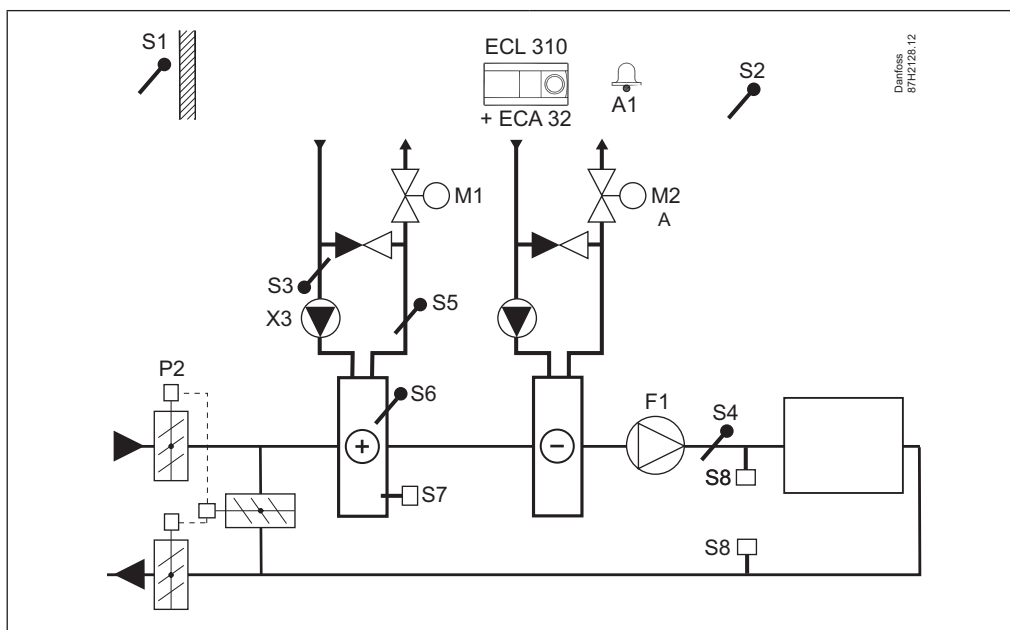 S1
ECL 310
+ ECA 32
A1
S2
Danfoss
87H2128.12
M1
M2
A
S3
X3
S5
P2
S6
F1
S4
S7
S8
S8